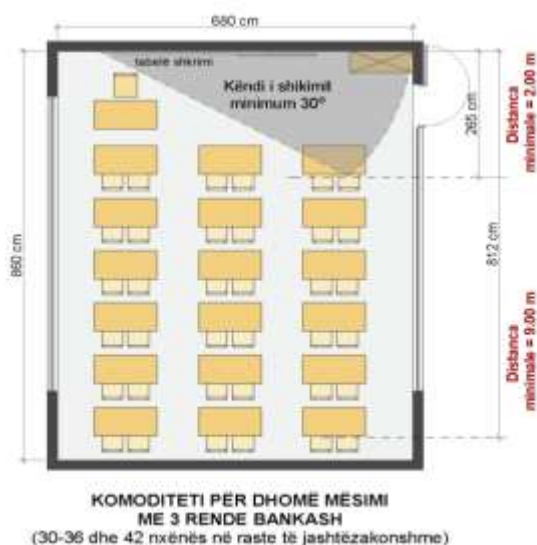 680 cm
tabelë shkrimi
Këndi i shikimit
minimum 30°
265 cm
Distanca
minimale = 2.00 m
860 cm
812 cm
Distanca
minimale = 9.00 m
KOMODITETI PËR DHOMË MËSIMI
ME 3 RENDE BANKASH
(30-36 dhe 42 nxënës në raste të jashtëzakonshme)